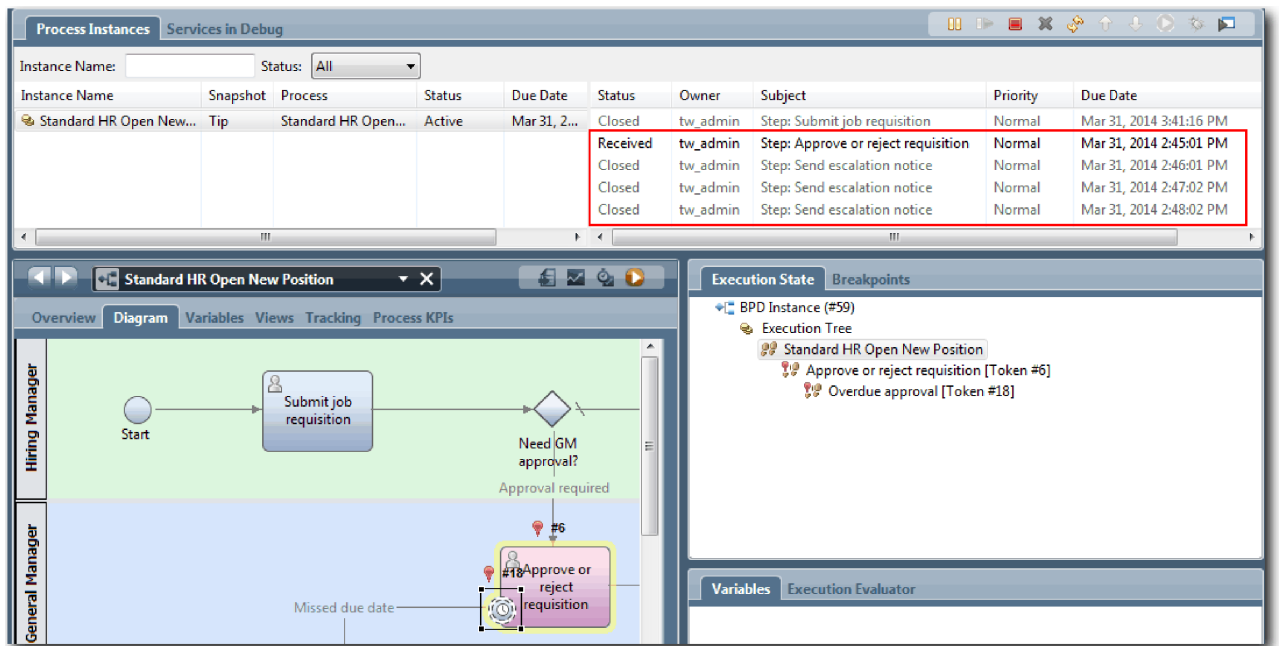 Process Instances Services in Debug
Instance Name: Status: All
Instance Name Snapshot Process Status Due Date Status Owner Subject Priority Due Date
Standard HR Open New... Tip Standard HR Open... Active Mar 31, 2... Closed tw_admin Step: Submit job requisition Normal Mar 31, 2014 3:41:16 PM
Received tw_admin Step: Approve or reject requisition Normal Mar 31, 2014 2:45:01 PM
Closed tw_admin Step: Send escalation notice Normal Mar 31, 2014 2:46:01 PM
Closed tw_admin Step: Send escalation notice Normal Mar 31, 2014 2:47:02 PM
Closed tw_admin Step: Send escalation notice Normal Mar 31, 2014 2:48:02 PM
Standard HR Open New Position
Overview Diagram Variables Views Tracking Process KPIs
Hiring Manager
Start
Submit job
requisition
Need GM
approval?
Approval required
General Manager
#6
#18
Approve or
reject
requisition
Missed due date
Execution State Breakpoints
BPD Instance (#59)
Execution Tree
Standard HR Open New Position
Approve or reject requisition [Token #6]
Overdue approval [Token #18]
Variables Execution Evaluator